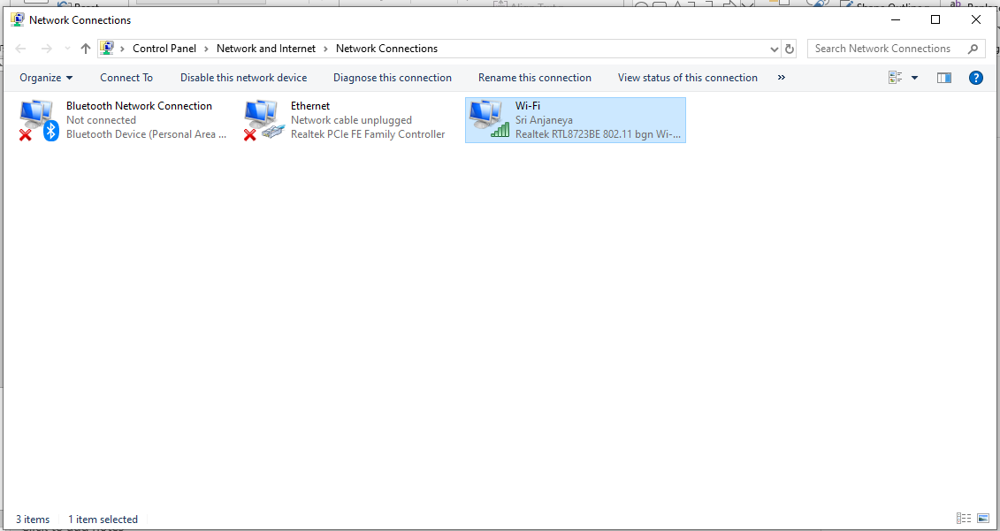 Network Connections
Control Panel > Network and Internet > Network Connections
Search Network Connections
Organize Connect To Disable this network device Diagnose this connection Rename this connection View status of this connection »
Bluetooth Network Connection
Not connected
Bluetooth Device (Personal Area ...
Ethernet
Network cable unplugged
Realtek PCIe FE Family Controller
Wi-Fi
Sri Anjaneya
Realtek RTL8723BE 802.11 bgn Wi-...
3 items 1 item selected